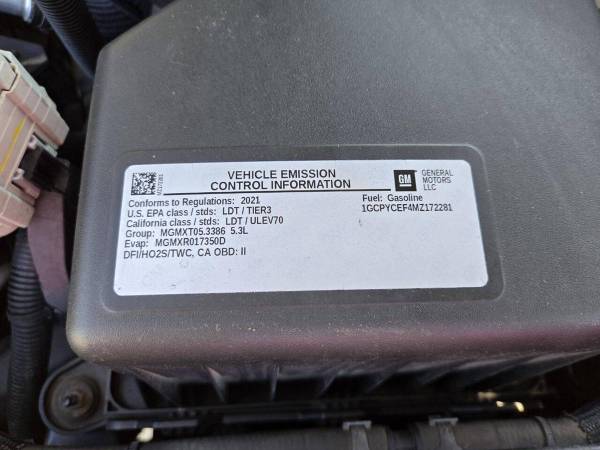 VEHICLE EMISSION
CONTROL INFORMATION
GM
GENERAL
MOTORS
LLC
Conforms to Regulations: 2021
Fuel: Gasoline
U.S. EPA class / stds: LDT / TIER3
1GCPYCEF4MZ172281
California class / stds: LDT / ULEV70
Group: MGMXT05.3386 5.3L
Evap: MGMXR017350D
DFI/HO2S/TWC, CA OBD: II